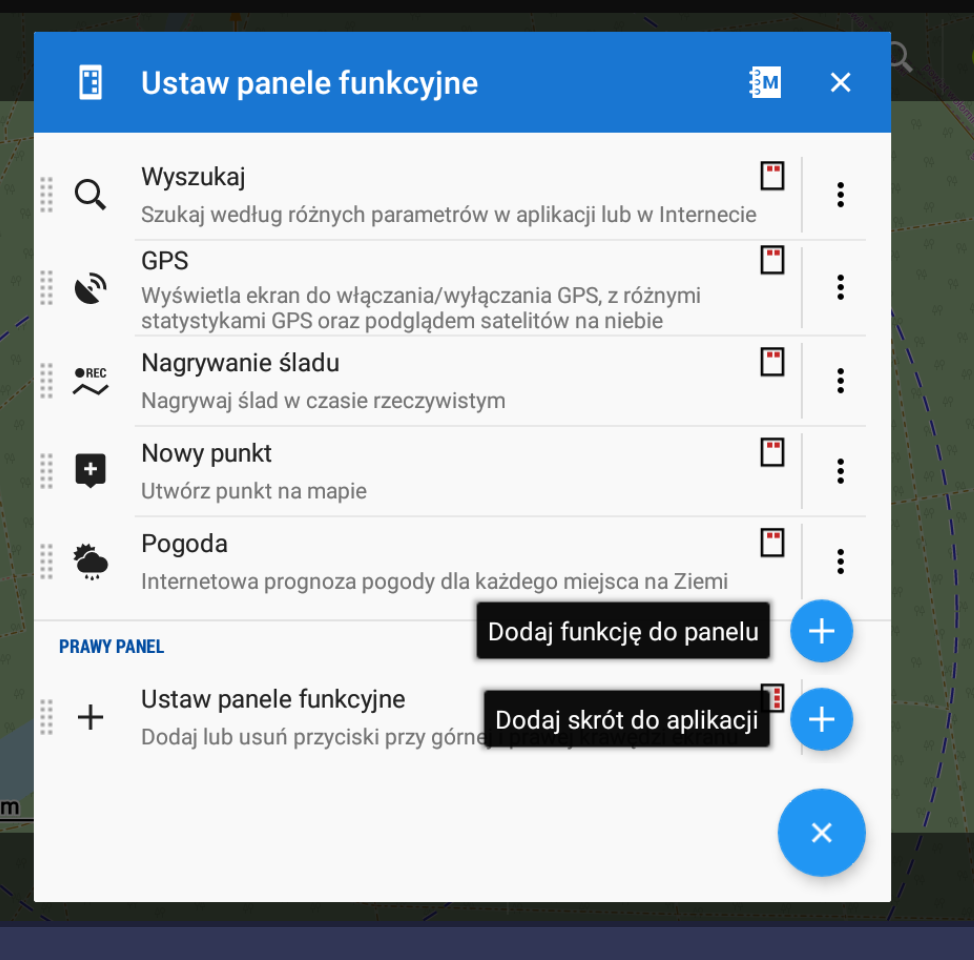 Ustaw panele funkcyjne
M
Wyszukaj
Szukaj według różnych parametrów w aplikacji lub w Internecie
GPS
Wyświetla ekran do włączania/wyłączania GPS, z różnymi
statystykami GPS oraz podglądem satelitów na niebie
REC
Nagrywanie śladu
Nagrywaj ślad w czasie rzeczywistym
Nowy punkt
Utwórz punkt na mapie
Pogoda
Internetowa prognoza pogody dla każdego miejsca na Ziemi
Dodaj funkcję do panelu
PRAWY PANEL
Ustaw panele funkcyjne
Dodaj skrót do aplikacji
Dodaj lub usuń przyciski przy górnej i prawej krawędzi ekranu
m